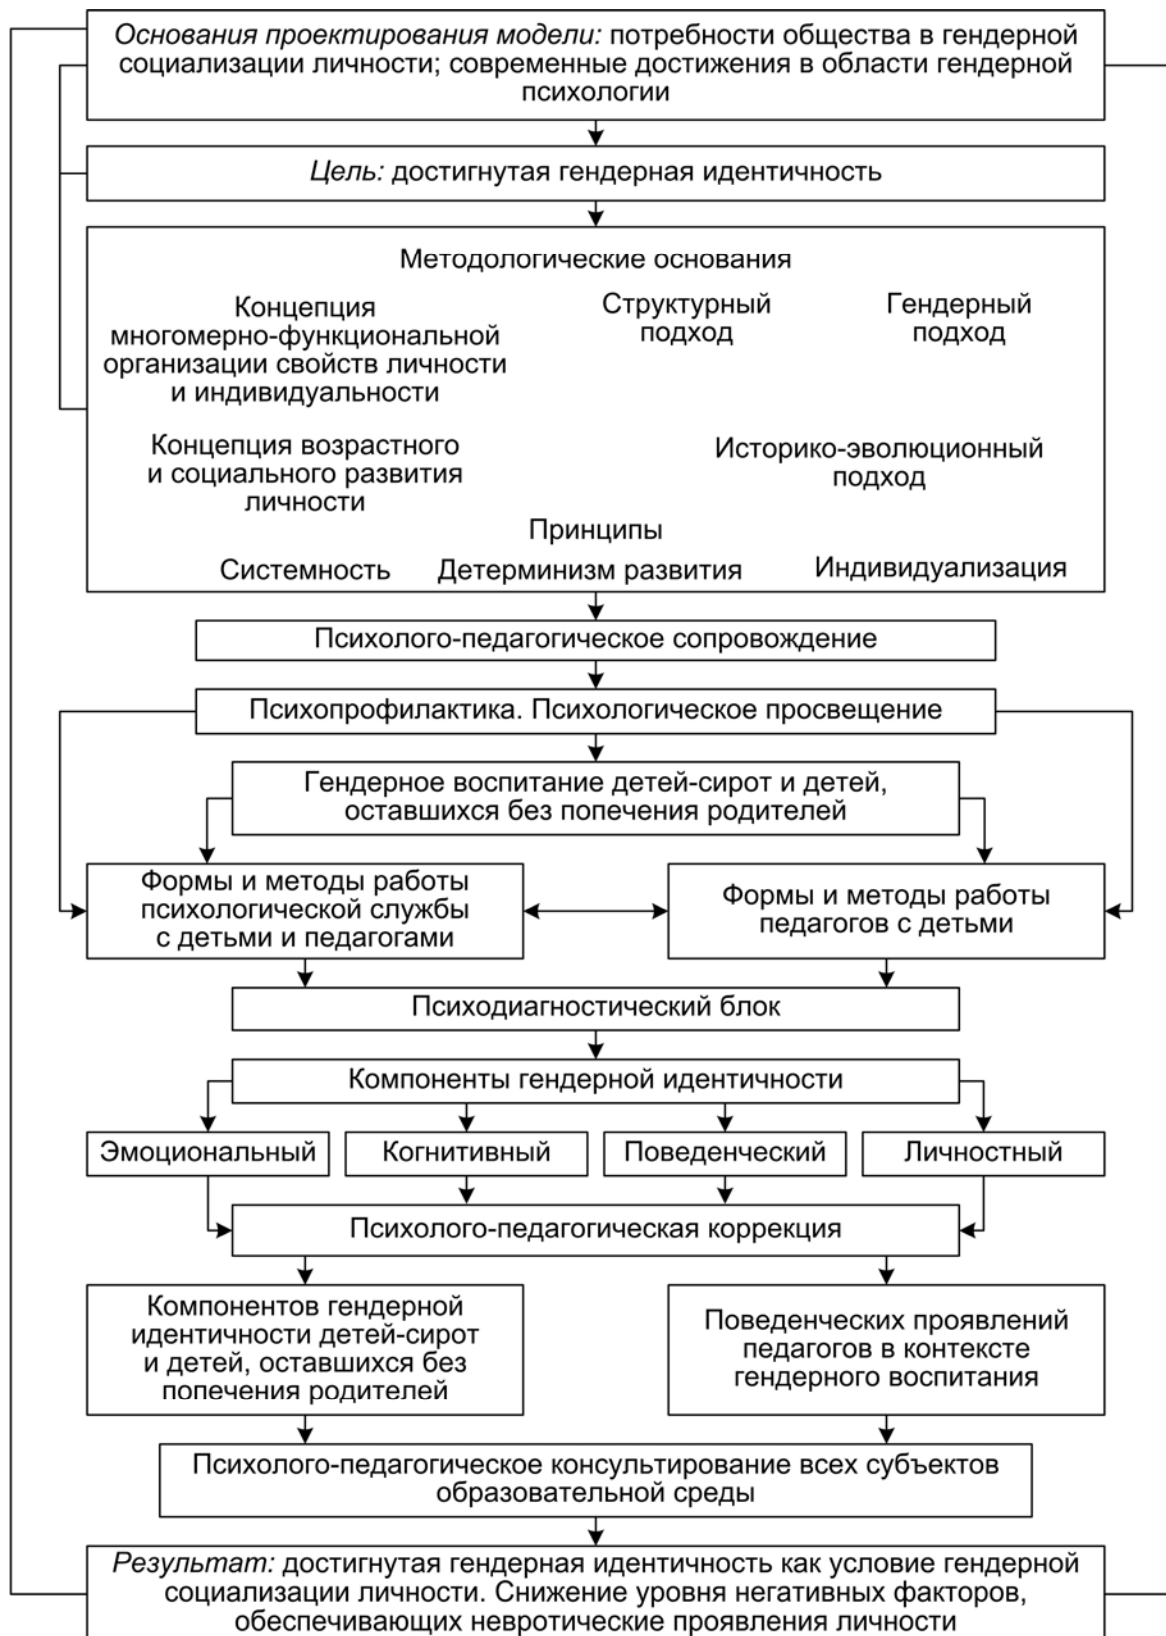 Основания проектирования модели: потребности общества в гендерной
социализации личности; современные достижения в области гендерной
психологии
Цель: достигнутая гендерная идентичность
Методологические основания
Концепция
многомерно-функциональной
организации свойств личности
и индивидуальности
Структурный
подход
Гендерный
подход
Концепция возрастного
и социального развития
личности
Историко-эволюционный
подход
Принципы
Системность
Детерминизм развития
Индивидуализация
Психолого-педагогическое сопровождение
Психопрофилактика. Психологическое просвещение
Гендерное воспитание детей-сирот и детей,
оставшихся без попечения родителей
Формы и методы работы
психологической службы
с детьми и педагогами
Формы и методы работы
педагогов с детьми
Психодиагностический блок
Компоненты гендерной идентичности
Эмоциональный
Когнитивный
Поведенческий
Личностный
Психолого-педагогическая коррекция
Компонентов гендерной
идентичности детей-сирот
и детей, оставшихся без
попечения родителей
Поведенческих проявлений
педагогов в контексте
гендерного воспитания
Психолого-педагогическое консультирование всех субъектов
образовательной среды
Результат: достигнутая гендерная идентичность как условие гендерной
социализации личности. Снижение уровня негативных факторов,
обеспечивающих невротические проявления личности